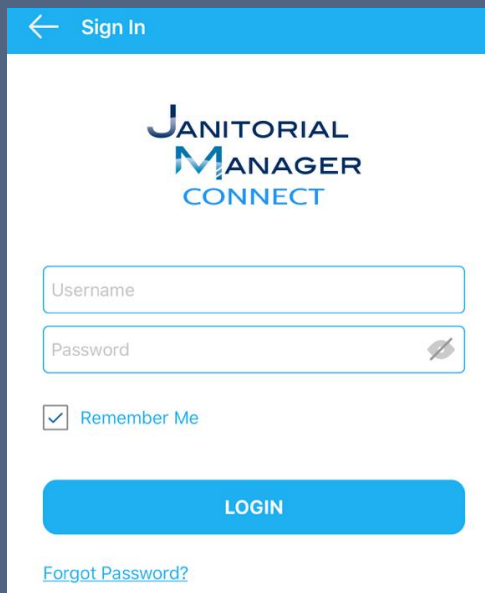 Sign In
JANITORIAL
MANAGER
CONNECT
Username
Password
Remember Me
LOGIN
Forgot Password?